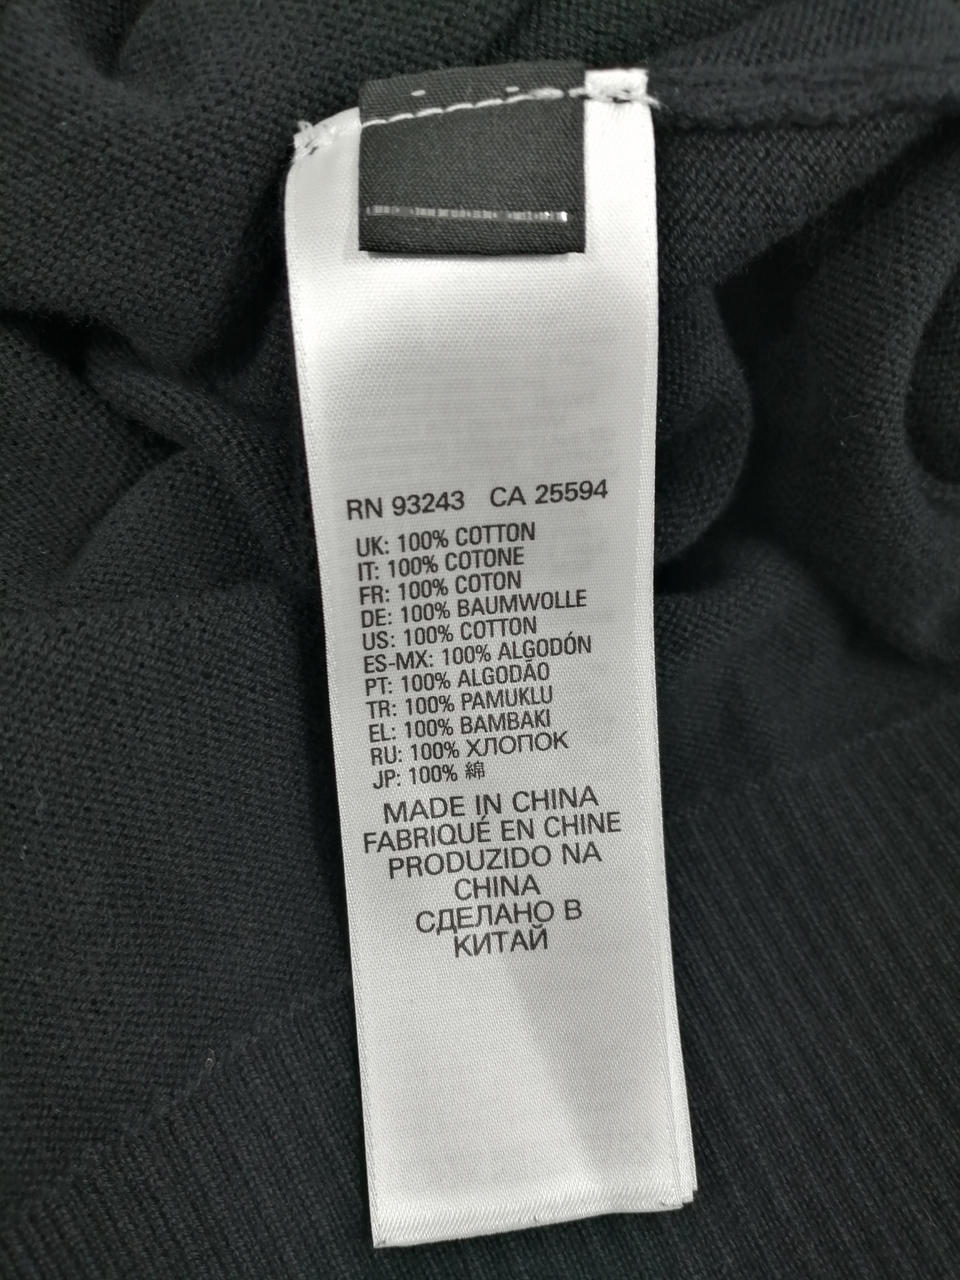 RN 93243 CA 25594
UK: 100% COTTON
IT: 100% COTONE
FR: 100% COTON
DE: 100% BAUMWOLLE
US: 100% COTTON
ES-MX: 100% ALGODÓN
PT: 100% ALGODÃO
TR: 100% PAMUKLU
EL: 100% BAMBAKI
RU: 100% ХЛОПОК
JP: 100% 綿
MADE IN CHINA
FABRIQUÉ EN CHINE
PRODUZIDO NA
CHINA
СДЕЛАНО В
КИТАЙ